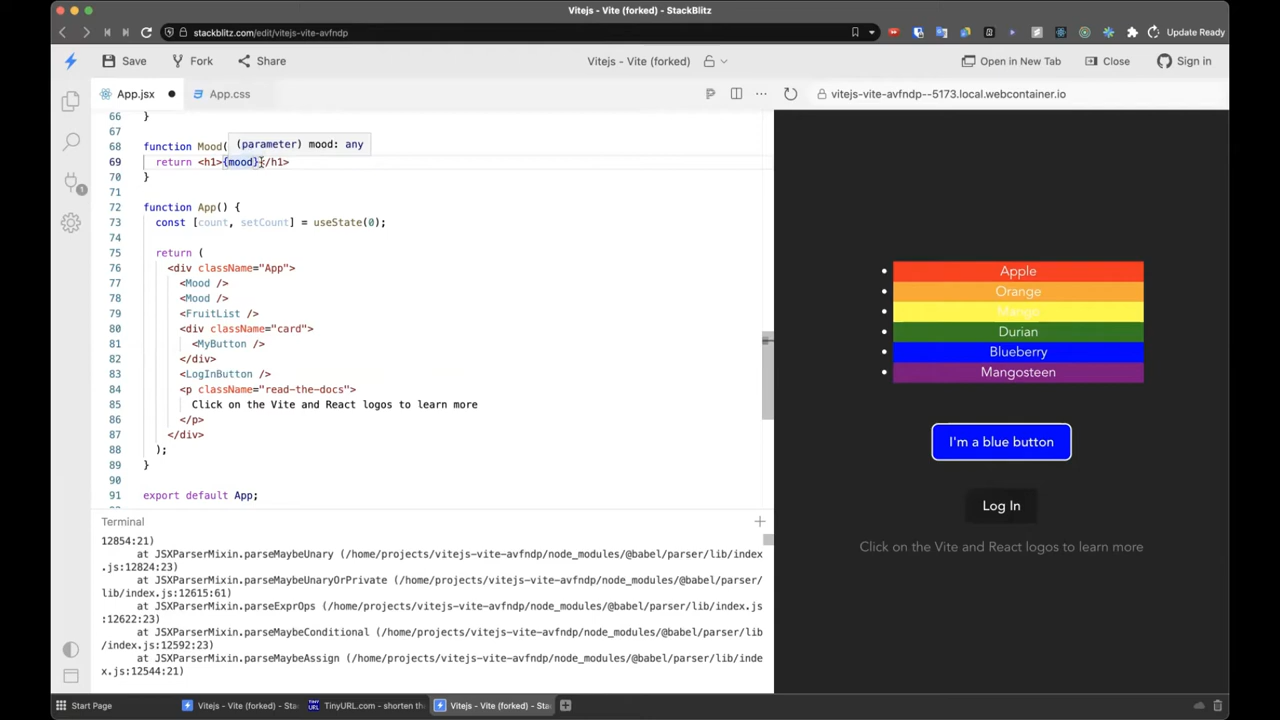 Vitejs - Vite (forked) - StackBlitz
stackblitz.com/edit/vitejs-vite-avfndp
Update Ready
Save
Fork
Share
Vitejs - Vite (forked)
Open in New Tab
Close
Sign in
App.jsx
App.css
vitejs-vite-avfndp--5173.local.webcontainer.io
66 }
67
68 function Mood(
(parameter) mood: any
69 return <h1>{mood}</h1>
70 }
71
72 function App() {
73 const [count, setCount] = useState(0);
74
75 return (
76 <div className="App">
77 <Mood />
78 <Mood />
79 <FruitList />
80 <div className="card">
81 <MyButton />
82 </div>
83 <LogInButton />
84 <p className="read-the-docs">
85 Click on the Vite and React logos to learn more
86 </p>
87 </div>
88 );
89 }
90
91 export default App;
1
Apple
Orange
Mango
Durian
Blueberry
Mangosteen
I'm a blue button
Log In
Click on the Vite and React logos to learn more
Terminal
12854:21)
at JSXParserMixin.parseMaybeUnary (/home/projects/vitejs-vite-avfndp/node_modules/@babel/parser/lib/index
.js:12824:23)
at JSXParserMixin.parseMaybeUnaryOrPrivate (/home/projects/vitejs-vite-avfndp/node_modules/@babel/parser/
lib/index.js:12615:61)
at JSXParserMixin.parseExprOps (/home/projects/vitejs-vite-avfndp/node_modules/@babel/parser/lib/index.js
:12622:23)
at JSXParserMixin.parseMaybeConditional (/home/projects/vitejs-vite-avfndp/node_modules/@babel/parser/lib
/index.js:12592:23)
at JSXParserMixin.parseMaybeAssign (/home/projects/vitejs-vite-avfndp/node_modules/@babel/parser/lib/inde
x.js:12544:21)
Start Page
Vitejs - Vite (forked) - Sta
TinyURL.com - shorten th
Vitejs - Vite (forked) - Sta